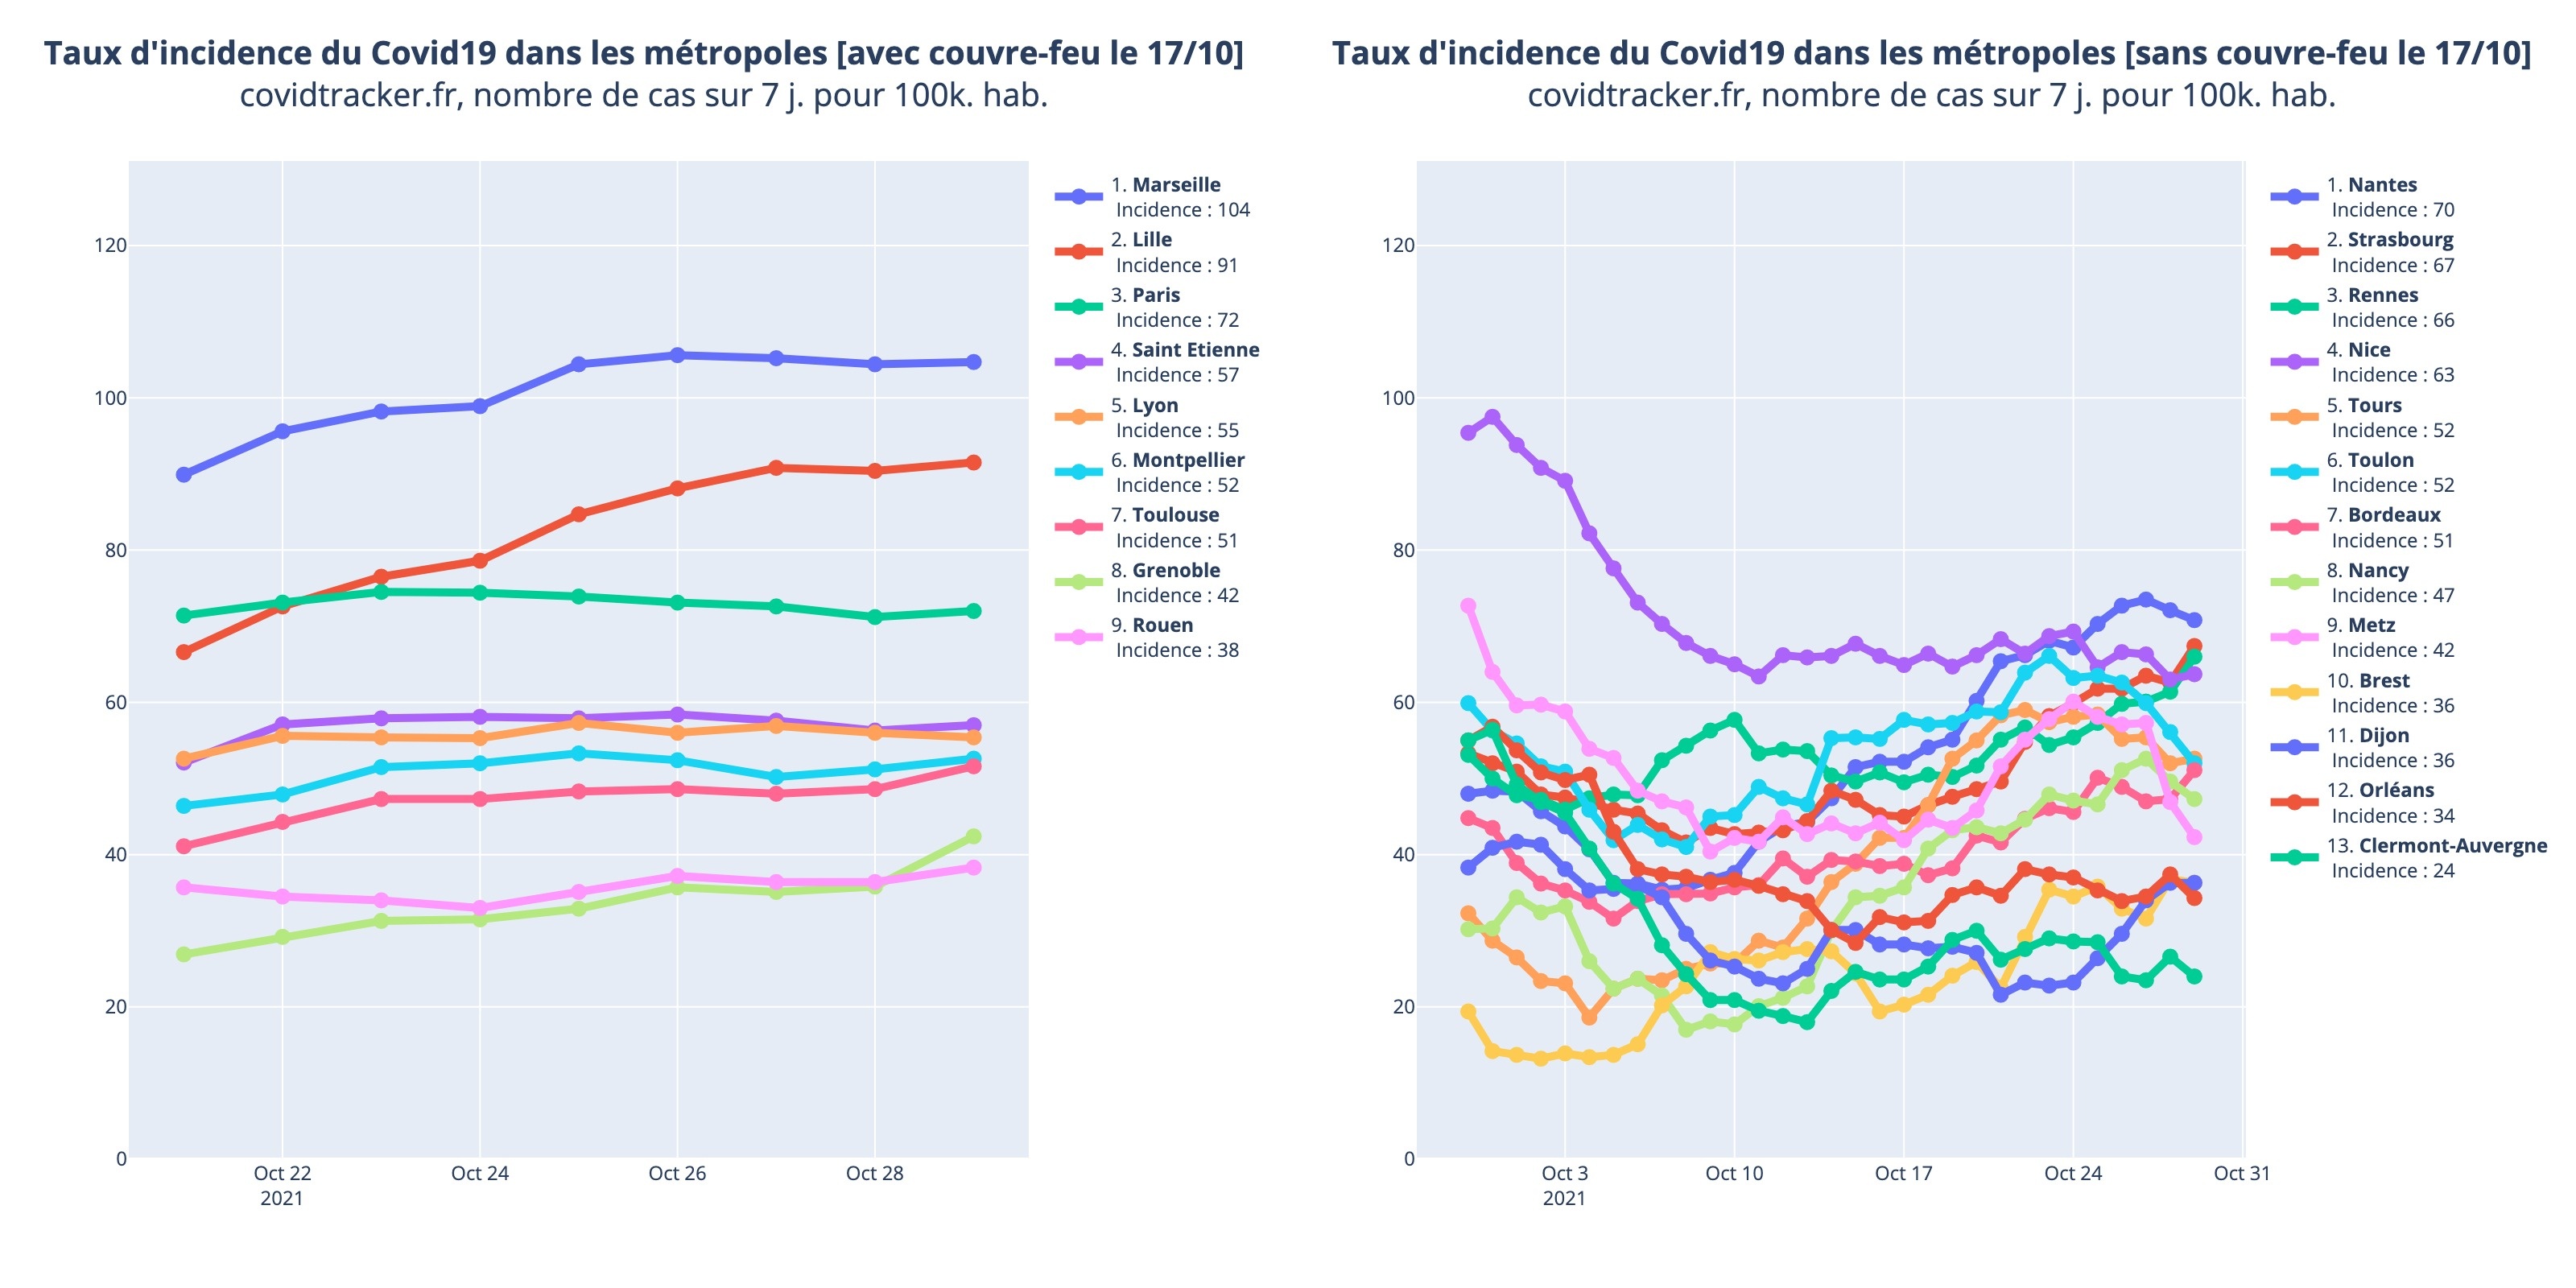 Taux d'incidence du Covid19 dans les métropoles [avec couvre-feu le 17/10]
covidtracker.fr, nombre de cas sur 7 j. pour 100k. hab.
120
100
80
60
40
20
0
Oct 22
2021
Oct 24
Oct 26
Oct 28
1. Marseille
Incidence : 104
2. Lille
Incidence : 91
3. Paris
Incidence : 72
4. Saint Etienne
Incidence : 57
5. Lyon
Incidence : 55
6. Montpellier
Incidence : 52
7. Toulouse
Incidence : 51
8. Grenoble
Incidence : 42
9. Rouen
Incidence : 38
Taux d'incidence du Covid19 dans les métropoles [sans couvre-feu le 17/10]
covidtracker.fr, nombre de cas sur 7 j. pour 100k. hab.
120
100
80
60
40
20
0
Oct 3
2021
Oct 10
Oct 17
Oct 24
Oct 31
1. Nantes
Incidence : 70
2. Strasbourg
Incidence : 67
3. Rennes
Incidence : 66
4. Nice
Incidence : 63
5. Tours
Incidence : 52
6. Toulon
Incidence : 52
7. Bordeaux
Incidence : 51
8. Nancy
Incidence : 47
9. Metz
Incidence : 42
10. Brest
Incidence : 36
11. Dijon
Incidence : 36
12. Orléans
Incidence : 34
13. Clermont-Auvergne
Incidence : 24